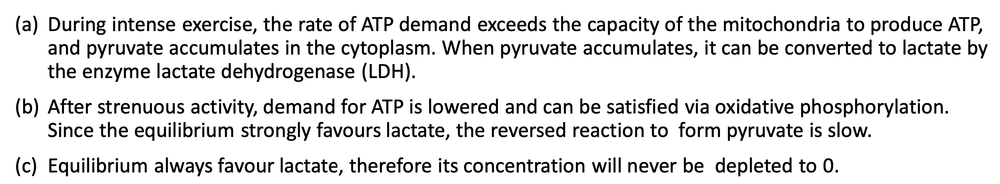 (a) During intense exercise, the rate of ATP demand exceeds the capacity of the mitochondria to produce ATP,
and pyruvate accumulates in the cytoplasm. When pyruvate accumulates, it can be converted to lactate by
the enzyme lactate dehydrogenase (LDH).
(b) After strenuous activity, demand for ATP is lowered and can be satisfied via oxidative phosphorylation.
Since the equilibrium strongly favours lactate, the reversed reaction to form pyruvate is slow.
(c) Equilibrium always favour lactate, therefore its concentration will never be depleted to 0.